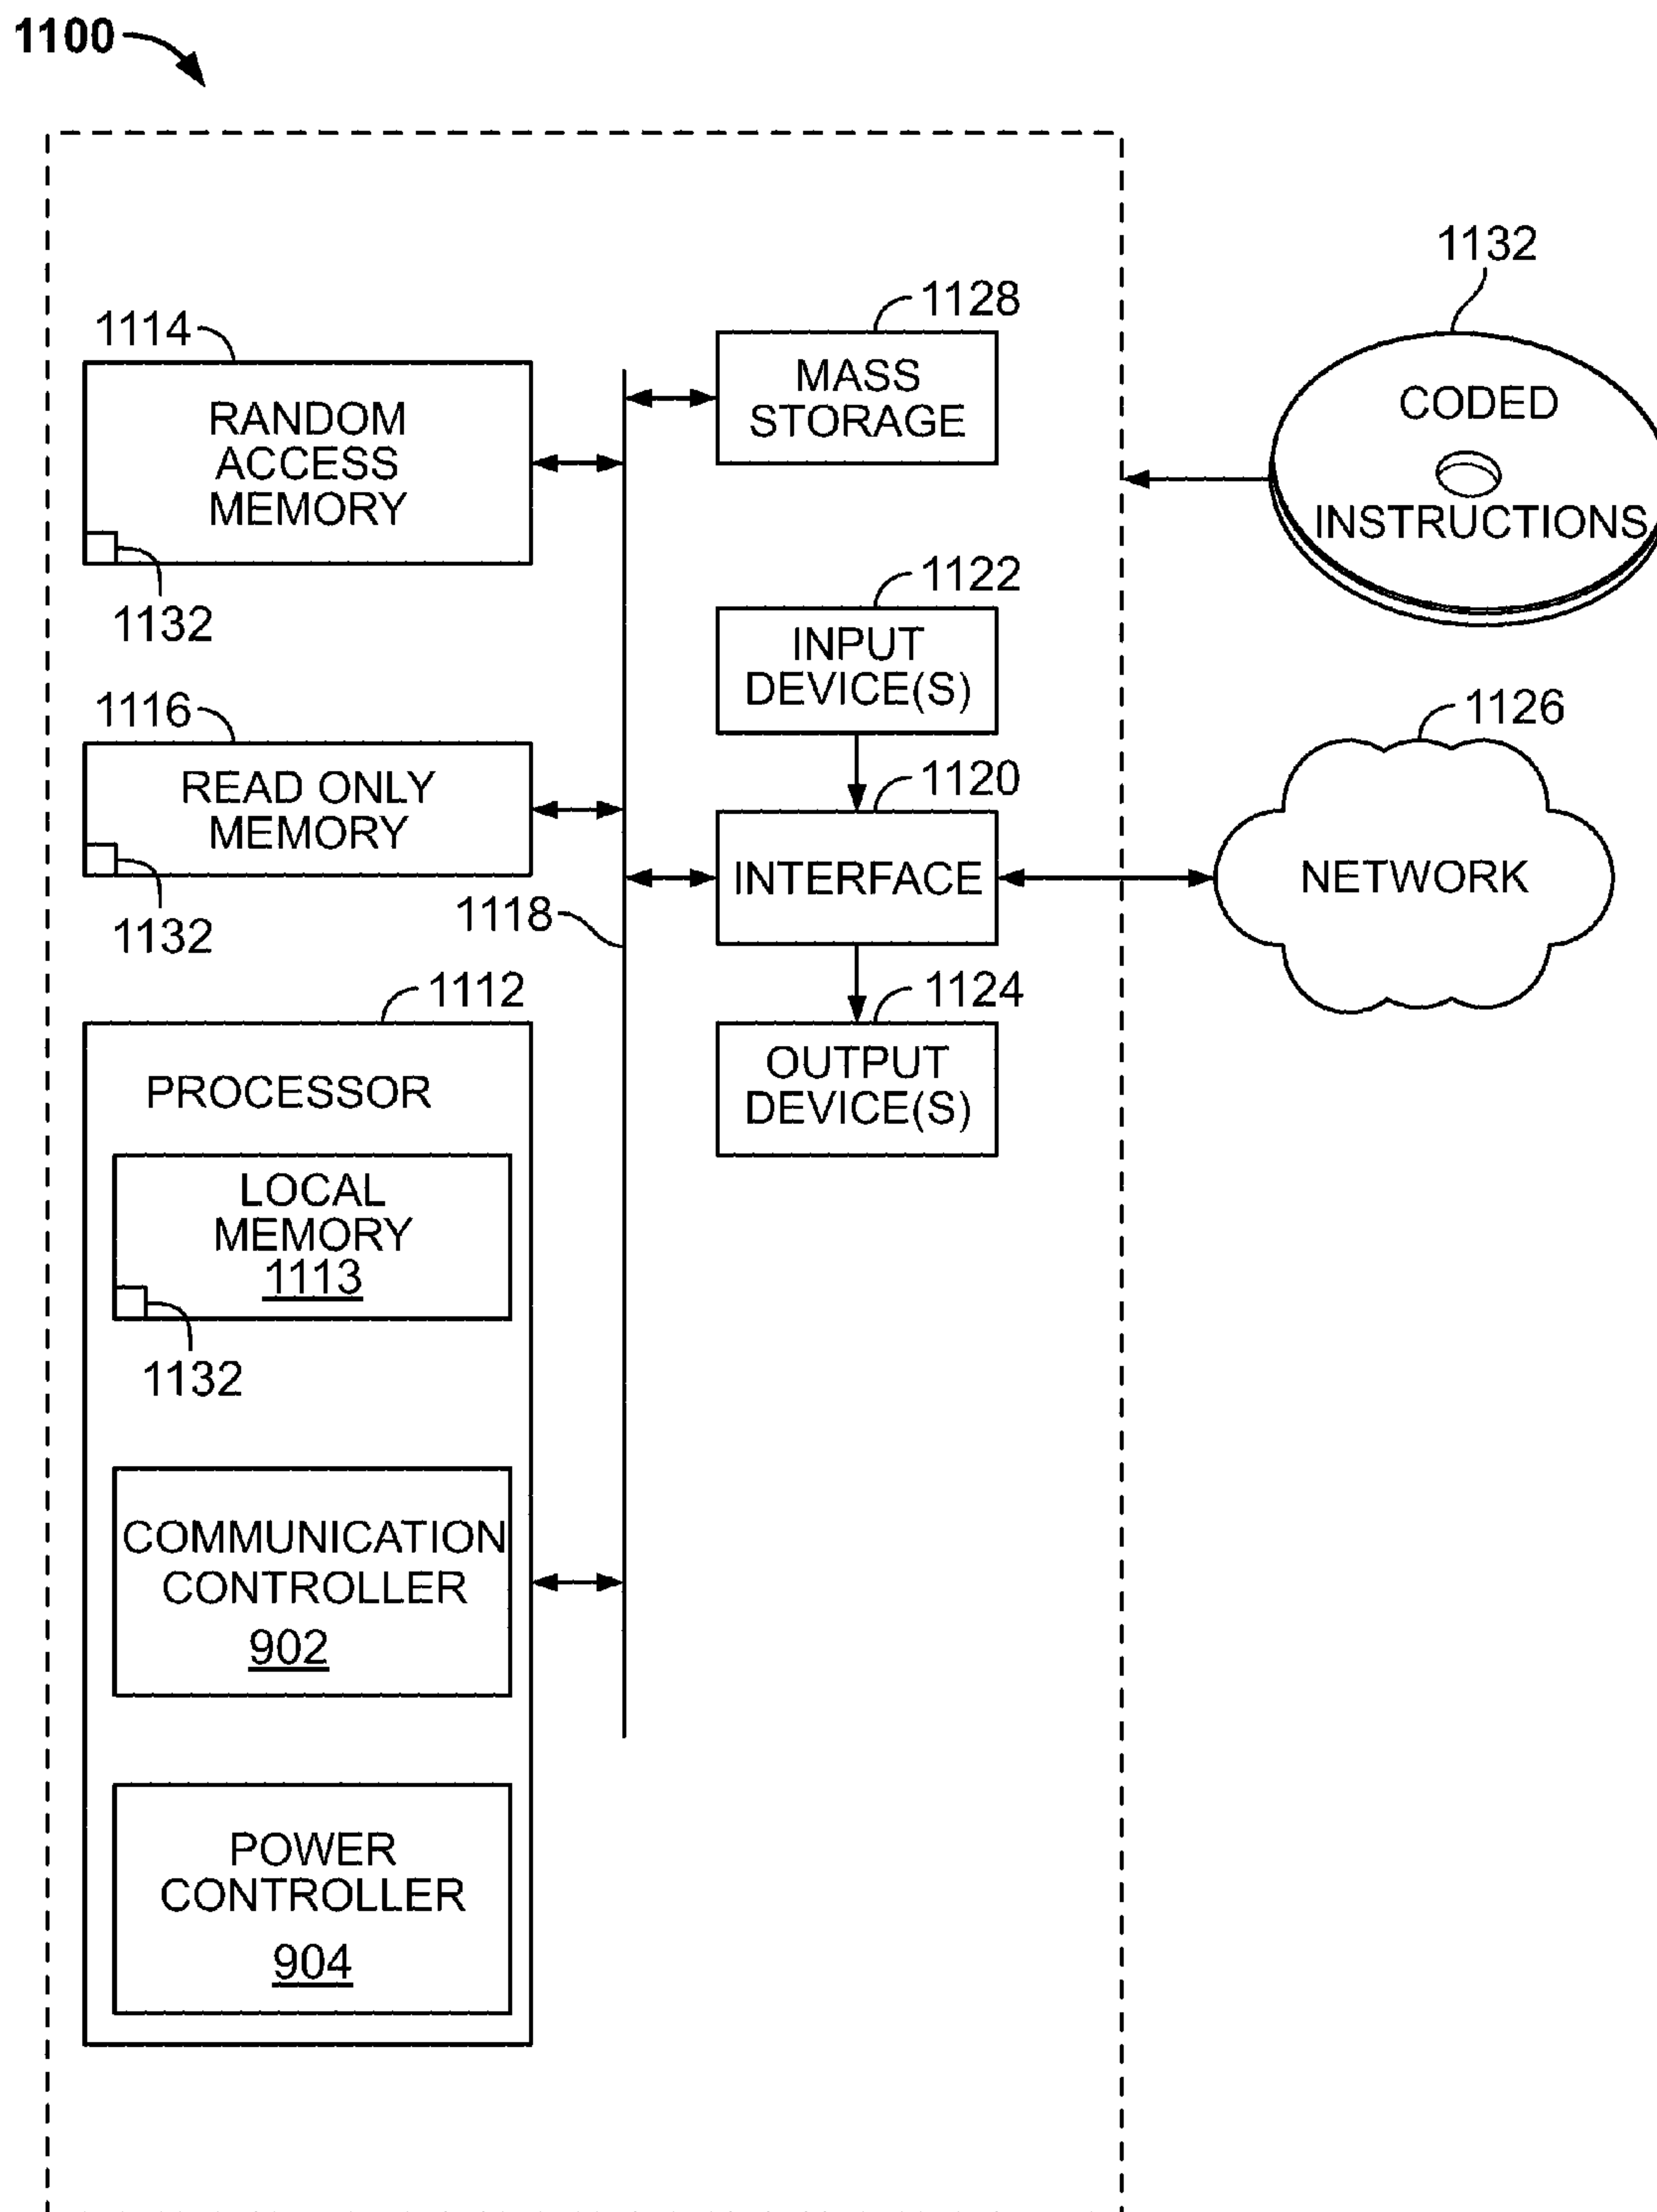 1100
1114
RANDOM
ACCESS
MEMORY
1132
1116
READ ONLY
MEMORY
1132
1118
1112
PROCESSOR
LOCAL
MEMORY
1113
1132
COMMUNICATION
CONTROLLER
902
POWER
CONTROLLER
904
1128
MASS
STORAGE
1122
INPUT
DEVICE(S)
1120
INTERFACE
1124
OUTPUT
DEVICE(S)
1132
CODED
INSTRUCTIONS
1126
NETWORK